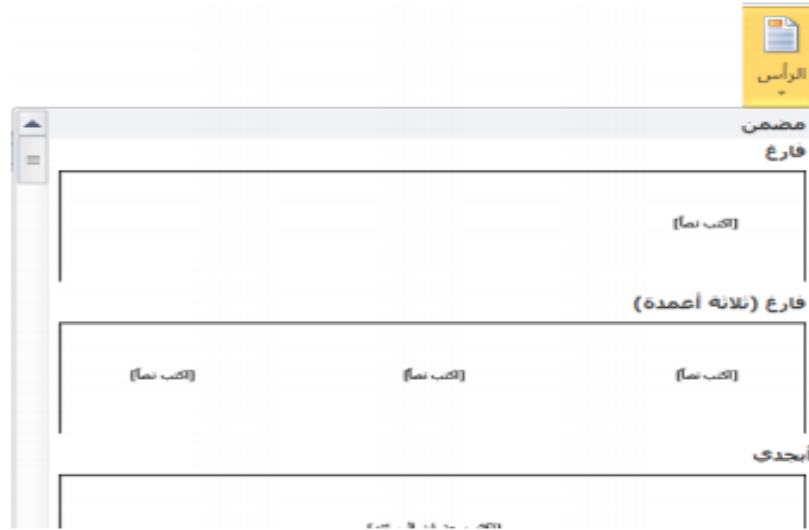 الرأس
مضمن
فارغ
[اكتب نصاً]
فارغ (ثلاثة أعمدة)
[اكتب نصاً] [اكتب نصاً] [اكتب نصاً]
أبجدي